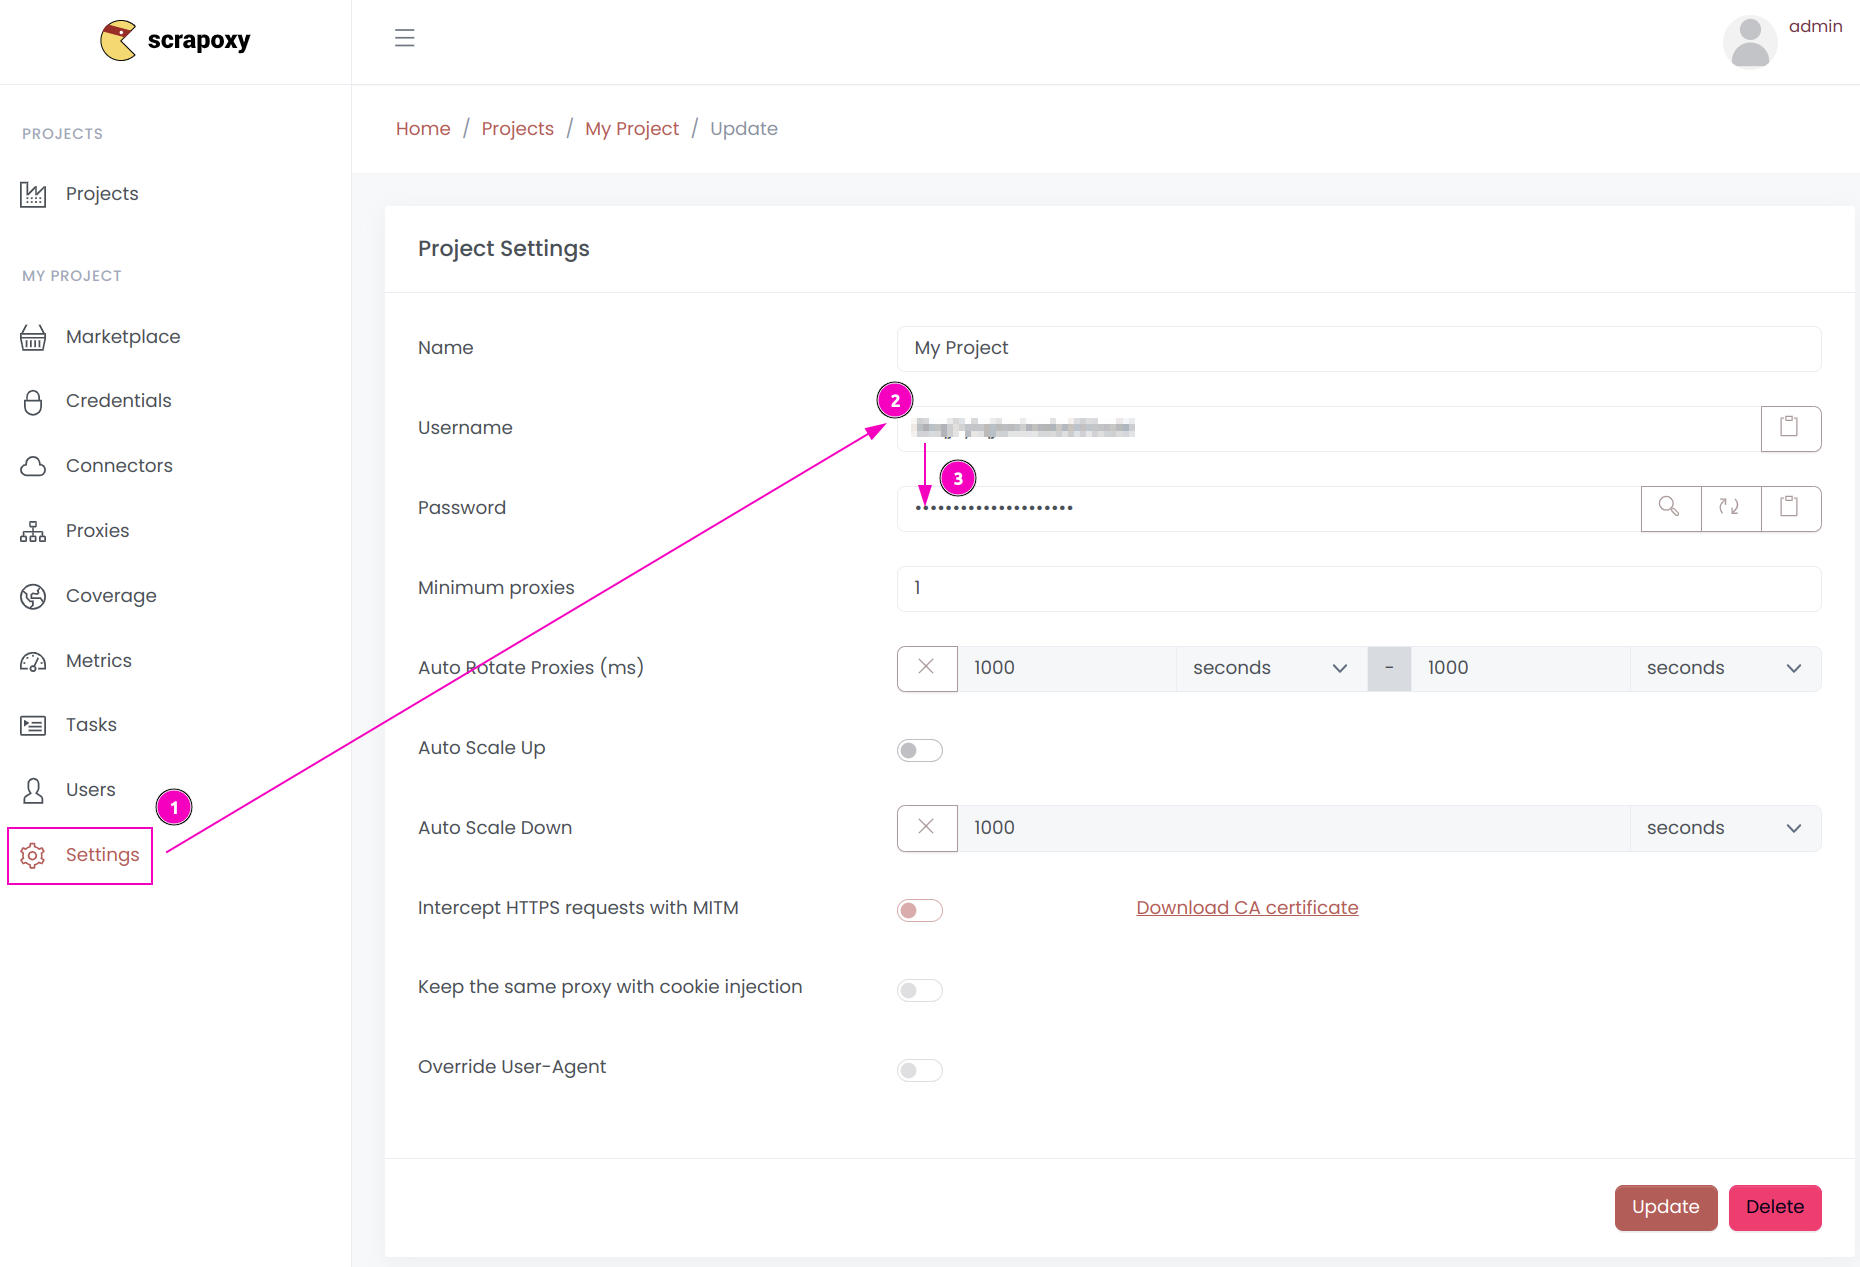 scrapoxy
admin
PROJECTS
Projects
MY PROJECT
Marketplace
Credentials
Connectors
Proxies
Coverage
Metrics
Tasks
Users
1
Settings
Home / Projects / My Project / Update
Project Settings
Name
My Project
2
Username
3
Password
•••••••••••••••••••••
Minimum proxies
1
Auto Rotate Proxies (ms)
1000 seconds - 1000 seconds
Auto Scale Up
Auto Scale Down
1000 seconds
Intercept HTTPS requests with MITM
Download CA certificate
Keep the same proxy with cookie injection
Override User-Agent
Update Delete